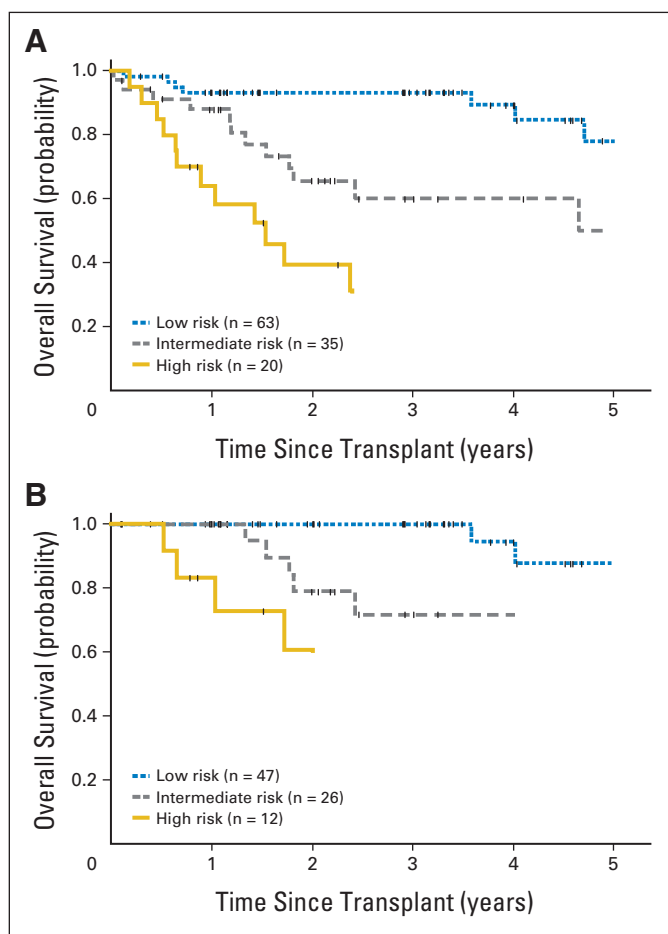 A
Overall Survival (probability)
1.0
0.8
0.6
0.4
0.2
Low risk (n = 63)
Intermediate risk (n = 35)
High risk (n = 20)
0 1 2 3 4 5
Time Since Transplant (years)
B
Overall Survival (probability)
1.0
0.8
0.6
0.4
0.2
Low risk (n = 47)
Intermediate risk (n = 26)
High risk (n = 12)
0 1 2 3 4 5
Time Since Transplant (years)